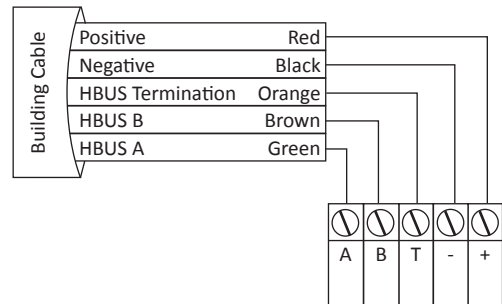 Building Cable
Positive Red
Negative Black
HBUS Termination Orange
HBUS B Brown
HBUS A Green
A B T - +